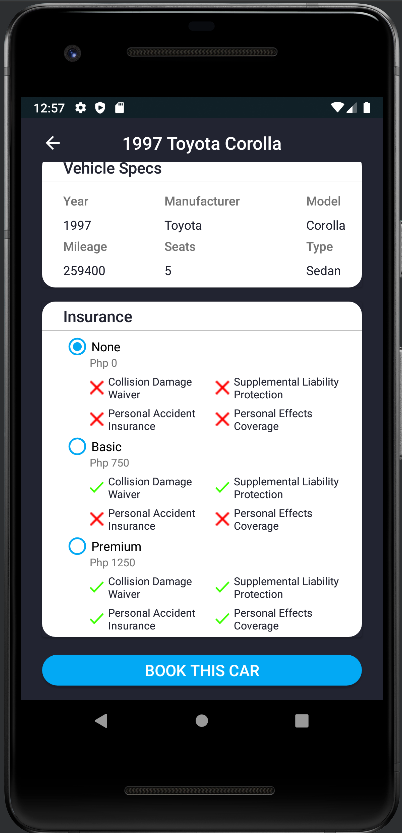 12:57
1997 Toyota Corolla
Vehicle Specs
Year Manufacturer Model
1997 Toyota Corolla
Mileage Seats Type
259400 5 Sedan
Insurance
None
Php 0
Collision Damage Waiver
Supplemental Liability Protection
Personal Accident Insurance
Personal Effects Coverage
Basic
Php 750
Collision Damage Waiver
Supplemental Liability Protection
Personal Accident Insurance
Personal Effects Coverage
Premium
Php 1250
Collision Damage Waiver
Supplemental Liability Protection
Personal Accident Insurance
Personal Effects Coverage
BOOK THIS CAR